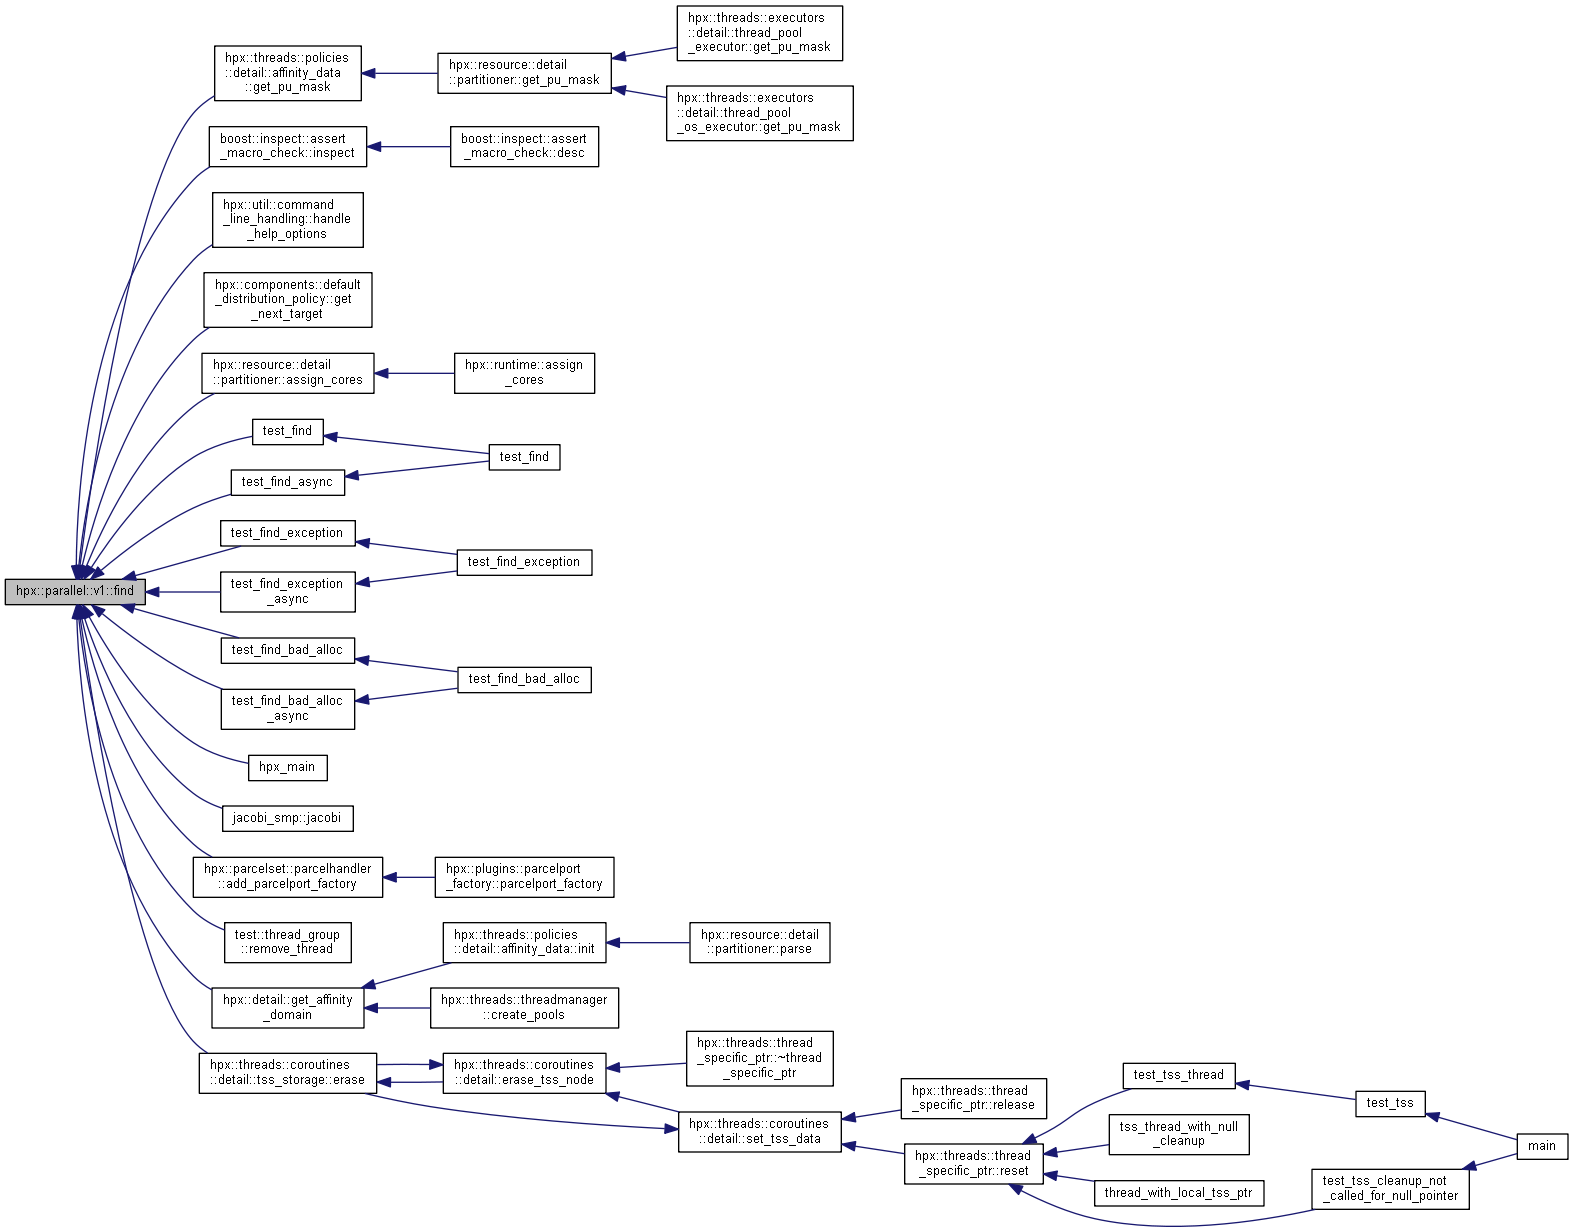 hpx::threads::executors
::detail::thread_pool
_executor::get_pu_mask
hpx::threads::policies
::detail::affinity_data
::get_pu_mask
hpx::resource::detail
::partitioner::get_pu_mask
hpx::threads::executors
::detail::thread_pool
_os_executor::get_pu_mask
boost::inspect::assert
_macro_check::inspect
boost::inspect::assert
_macro_check::desc
hpx::util::command
_line_handling::handle
_help_options
hpx::components::default
_distribution_policy::get
_next_target
hpx::resource::detail
::partitioner::assign_cores
hpx::runtime::assign
_cores
test_find
test_find
test_find_async
test_find_exception
test_find_exception
test_find_exception
_async
hpx::parallel::v1::find
test_find_bad_alloc
test_find_bad_alloc
test_find_bad_alloc
_async
hpx_main
jacobi_smp::jacobi
hpx::parcelset::parcelhandler
::add_parcelport_factory
hpx::plugins::parcelport
_factory::parcelport_factory
test::thread_group
::remove_thread
hpx::threads::policies
::detail::affinity_data::init
hpx::resource::detail
::partitioner::parse
hpx::detail::get_affinity
_domain
hpx::threads::threadmanager
::create_pools
hpx::threads::coroutines
::detail::tss_storage::erase
hpx::threads::coroutines
::detail::erase_tss_node
hpx::threads::thread
_specific_ptr::~thread
_specific_ptr
hpx::threads::coroutines
::detail::set_tss_data
hpx::threads::thread
_specific_ptr::release
hpx::threads::thread
_specific_ptr::reset
test_tss_thread
tss_thread_with_null
_cleanup
thread_with_local_tss_ptr
test_tss
test_tss_cleanup_not
_called_for_null_pointer
main